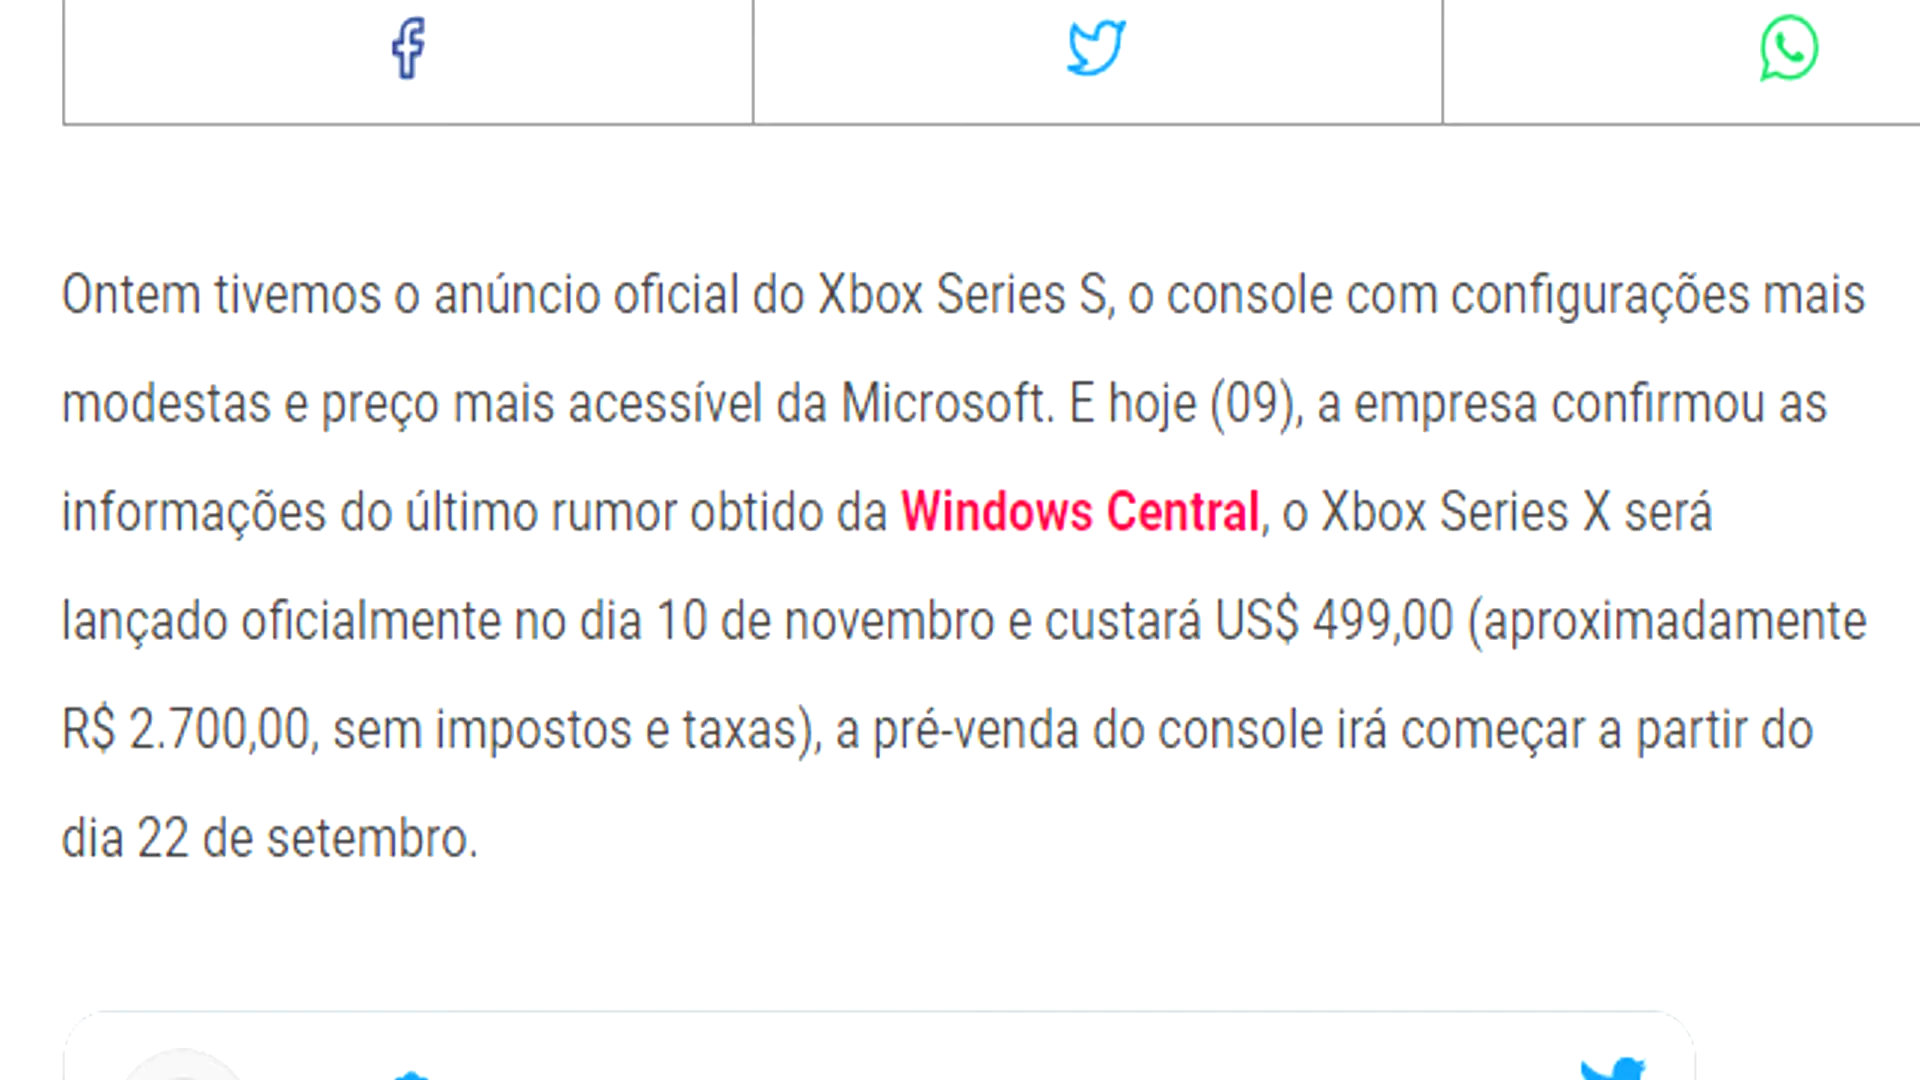 Ontem tivemos o anúncio oficial do Xbox Series S, o console com configurações mais
modestas e preço mais acessível da Microsoft. E hoje (09), a empresa confirmou as
informações do último rumor obtido da Windows Central, o Xbox Series X será
lançado oficialmente no dia 10 de novembro e custará US$ 499,00 (aproximadamente
R$ 2.700,00, sem impostos e taxas), a pré-venda do console irá começar a partir do
dia 22 de setembro.